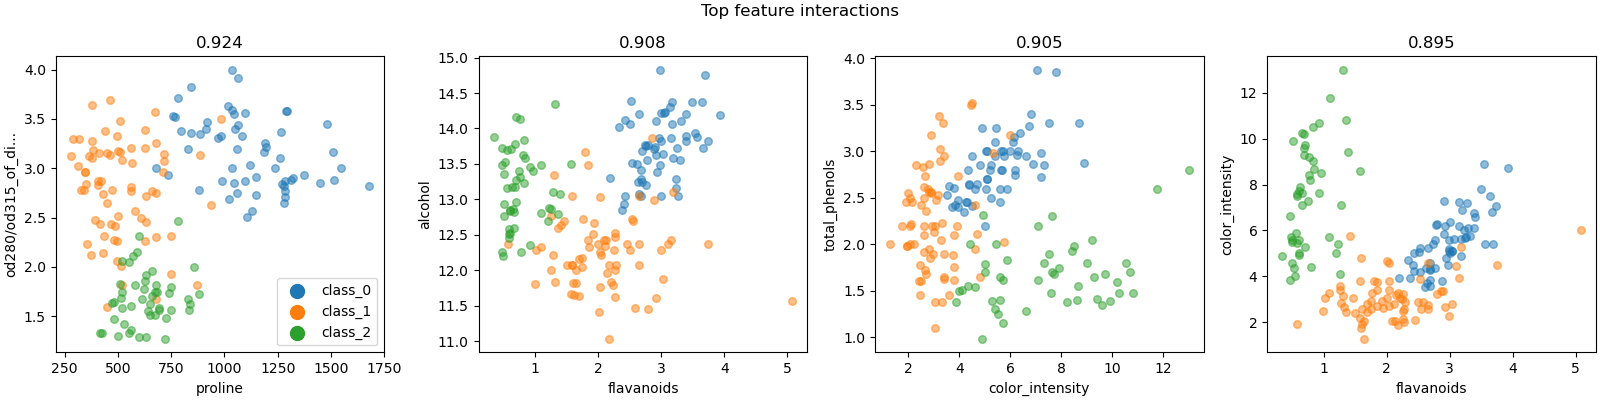 Top feature interactions
0.924
od280/od315_of_di...
4.0
3.5
3.0
2.5
2.0
1.5
250 500 750 1000 1250 1500 1750
proline
class_0
class_1
class_2
0.908
alcohol
15.0
14.5
14.0
13.5
13.0
12.5
12.0
11.5
11.0
1 2 3 4 5
flavanoids
0.905
total_phenols
4.0
3.5
3.0
2.5
2.0
1.5
1.0
2 4 6 8 10 12
color_intensity
0.895
color_intensity
12
10
8
6
4
2
1 2 3 4 5
flavanoids